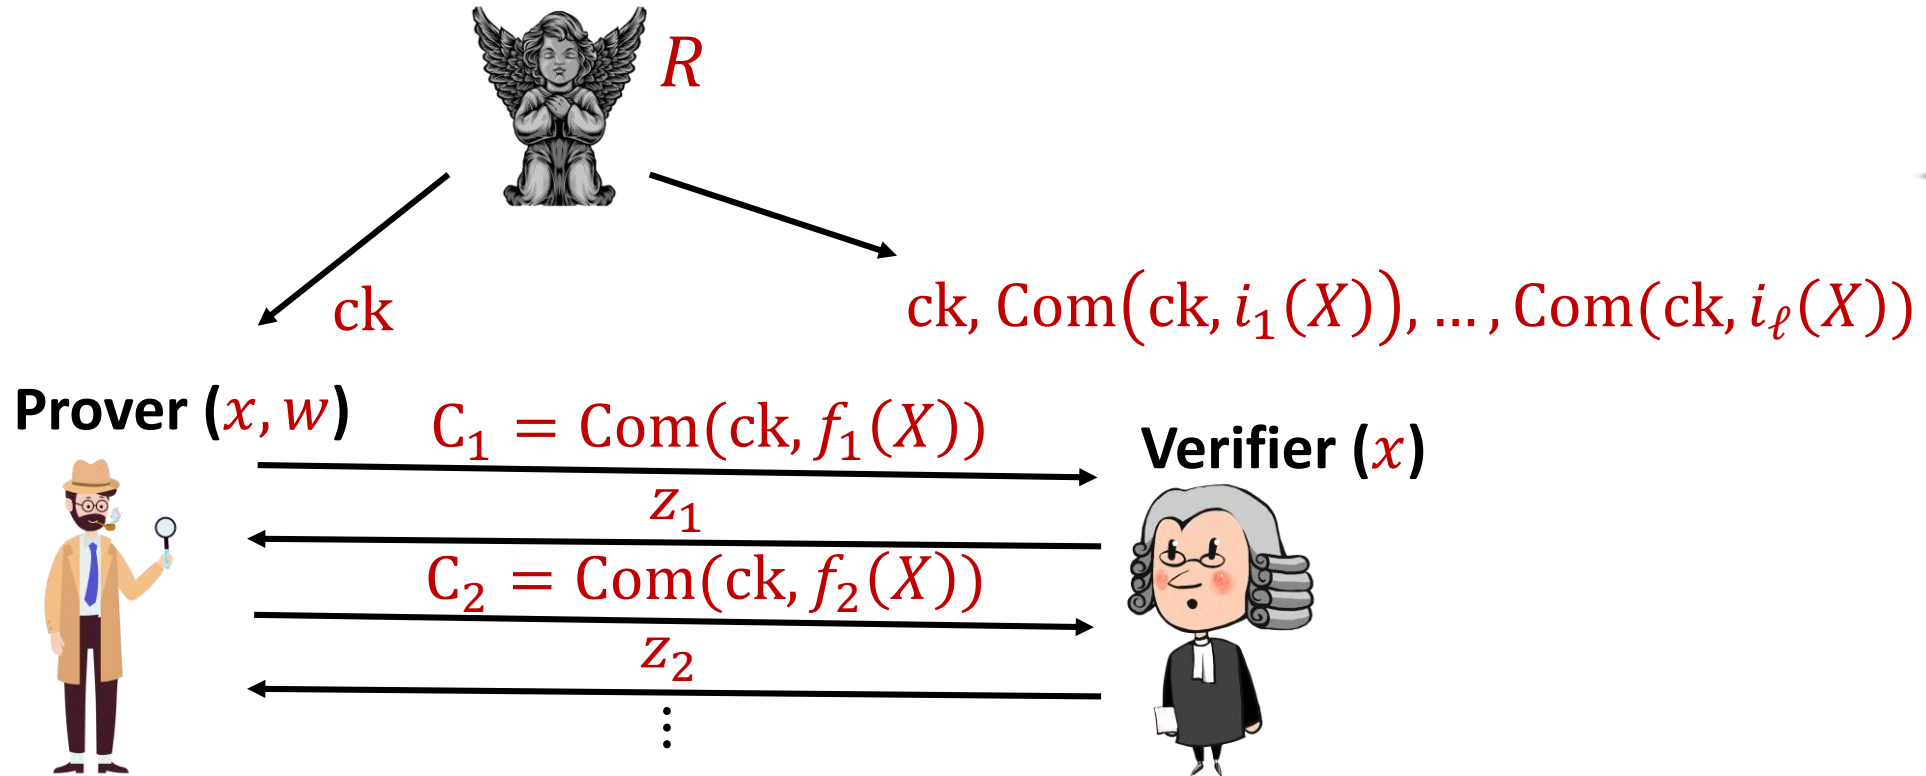 R
ck
ck, Com(ck, i₁(X)), … , Com(ck, i_ℓ(X))
Prover (x, w)
C₁ = Com(ck, f₁(X))
Verifier (x)
z₁
C₂ = Com(ck, f₂(X))
z₂
⋮